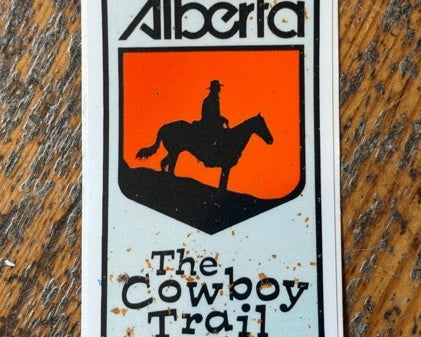 Alberta
The
Cowboy
Trail